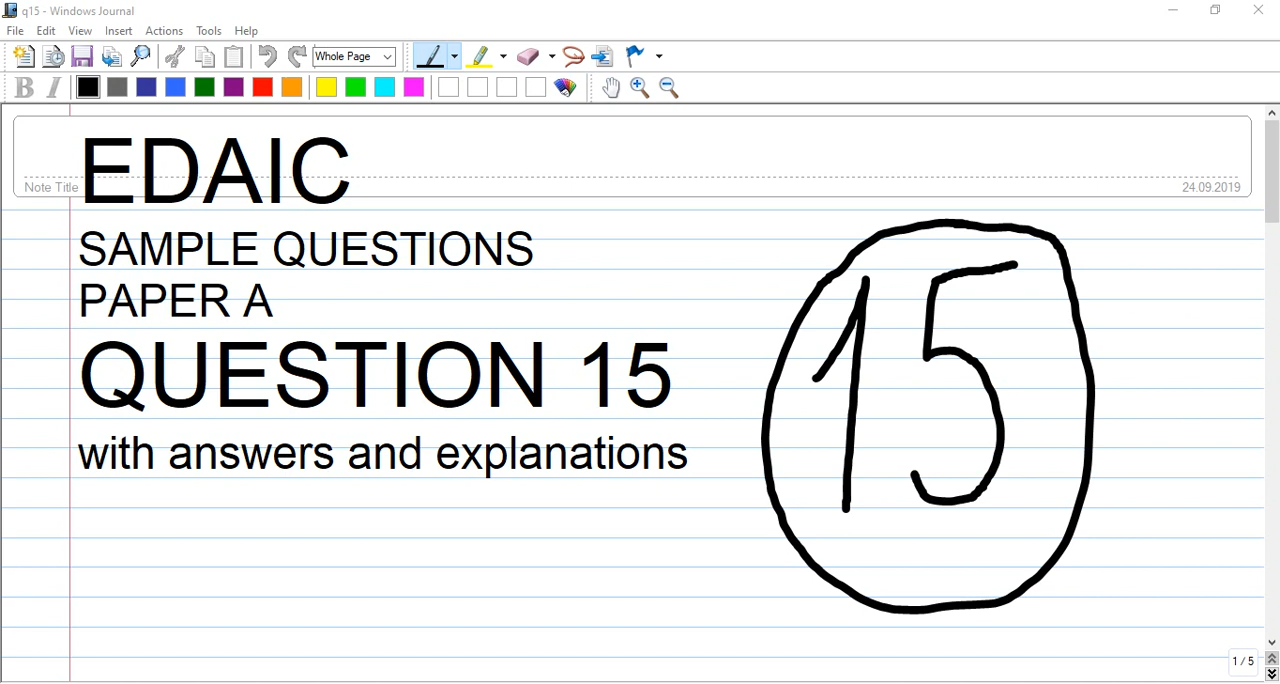 q15 - Windows Journal
File Edit View Insert Actions Tools Help
Whole Page
B I
EDAIC
Note Title
24.09.2019
SAMPLE QUESTIONS
PAPER A
QUESTION 15
with answers and explanations
15
1 / 5